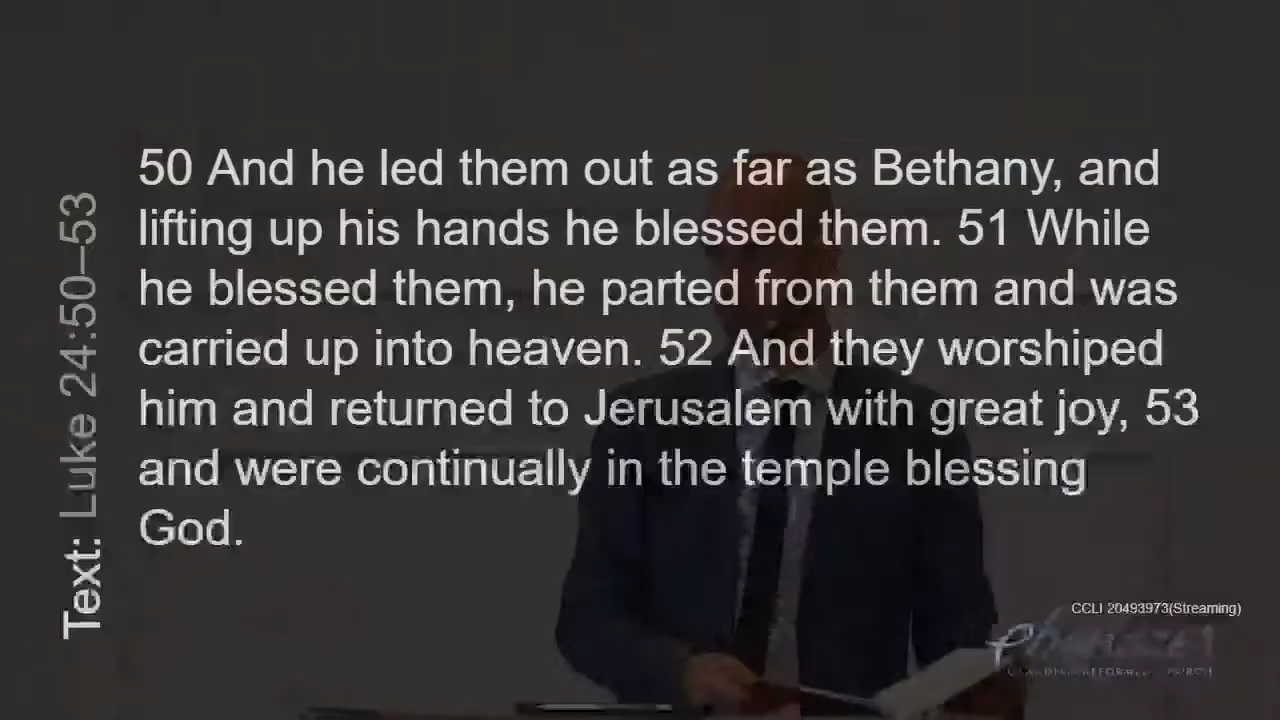 Text: Luke 24:50–53
50 And he led them out as far as Bethany, and
lifting up his hands he blessed them. 51 While
he blessed them, he parted from them and was
carried up into heaven. 52 And they worshiped
him and returned to Jerusalem with great joy, 53
and were continually in the temple blessing
God.
CCLI 20493973(Streaming)